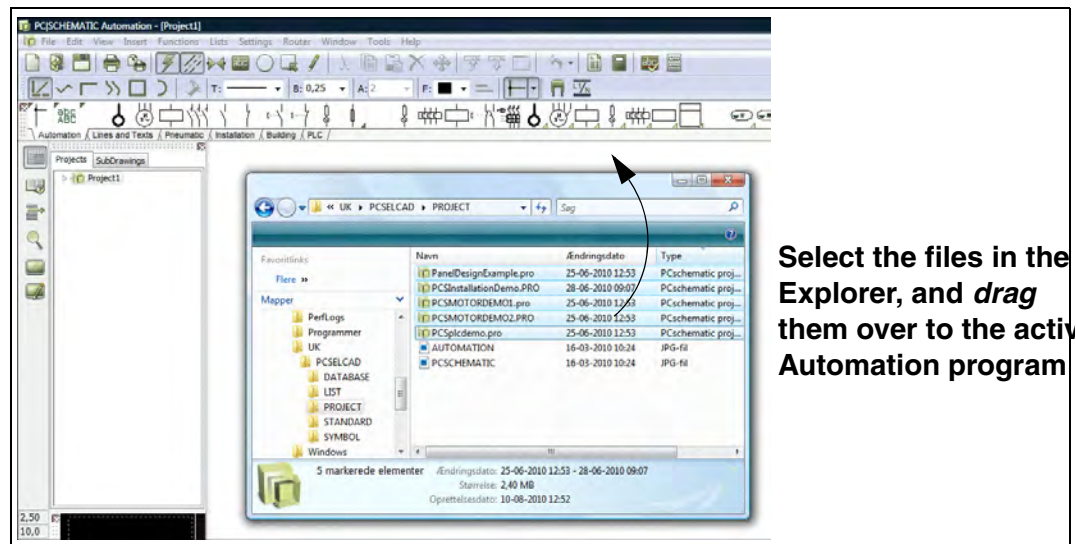 PC|SCHEMATIC Automation - [Project1]
File Edit View Insert Functions Lists Settings Router Window Tools Help
T: B: 0,25 A: 2 F:
ABC
Automation Lines and Texts Pneumatic Installation Building PLC
Projects SubDrawings
Project1
« UK PCSELCAD PROJECT Søg
Favoritlinks
Flere »
Mapper
PerfLogs
Programmer
UK
PCSELCAD
DATABASE
LIST
PROJECT
STANDARD
SYMBOL
Windows
Navn Ændringsdato Type
PanelDesignExample.pro 25-06-2010 12:53 PCschematic proj...
PCSInstallationDemo.PRO 28-06-2010 09:07 PCschematic proj...
PCSMOTORDEMO1.pro 25-06-2010 12:53 PCschematic proj...
PCSMOTORDEMO2.PRO 25-06-2010 12:53 PCschematic proj...
PCSplcdemo.pro 25-06-2010 12:53 PCschematic proj...
AUTOMATION 16-03-2010 10:24 JPG-fil
PCSCHEMATIC 16-03-2010 10:24 JPG-fil
5 markerede elementer Ændringsdato: 25-06-2010 12:53 - 28-06-2010 09:07
Størrelse: 2,40 MB
Oprettelsesdato: 10-08-2010 12:52
2,50
10,0
Select the files in the
Explorer, and drag
them over to the activ
Automation program